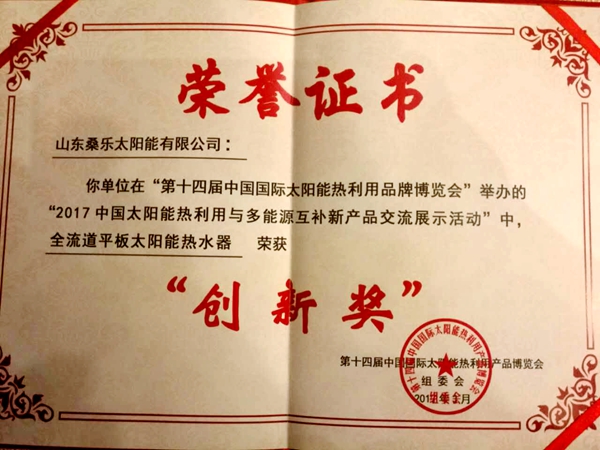 荣誉证书
山东桑乐太阳能有限公司：
你单位在“第十四届中国国际太阳能热利用品牌博览会”举办的
“2017中国太阳能热利用与多能源互补新产品交流展示活动”中，
全流道平板太阳能热水器 荣获
“创新奖”
第十四届中国国际太阳能热利用产品博览会
组委会